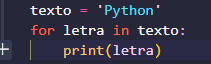 texto = 'Python'
for letra in texto:
    print(letra)